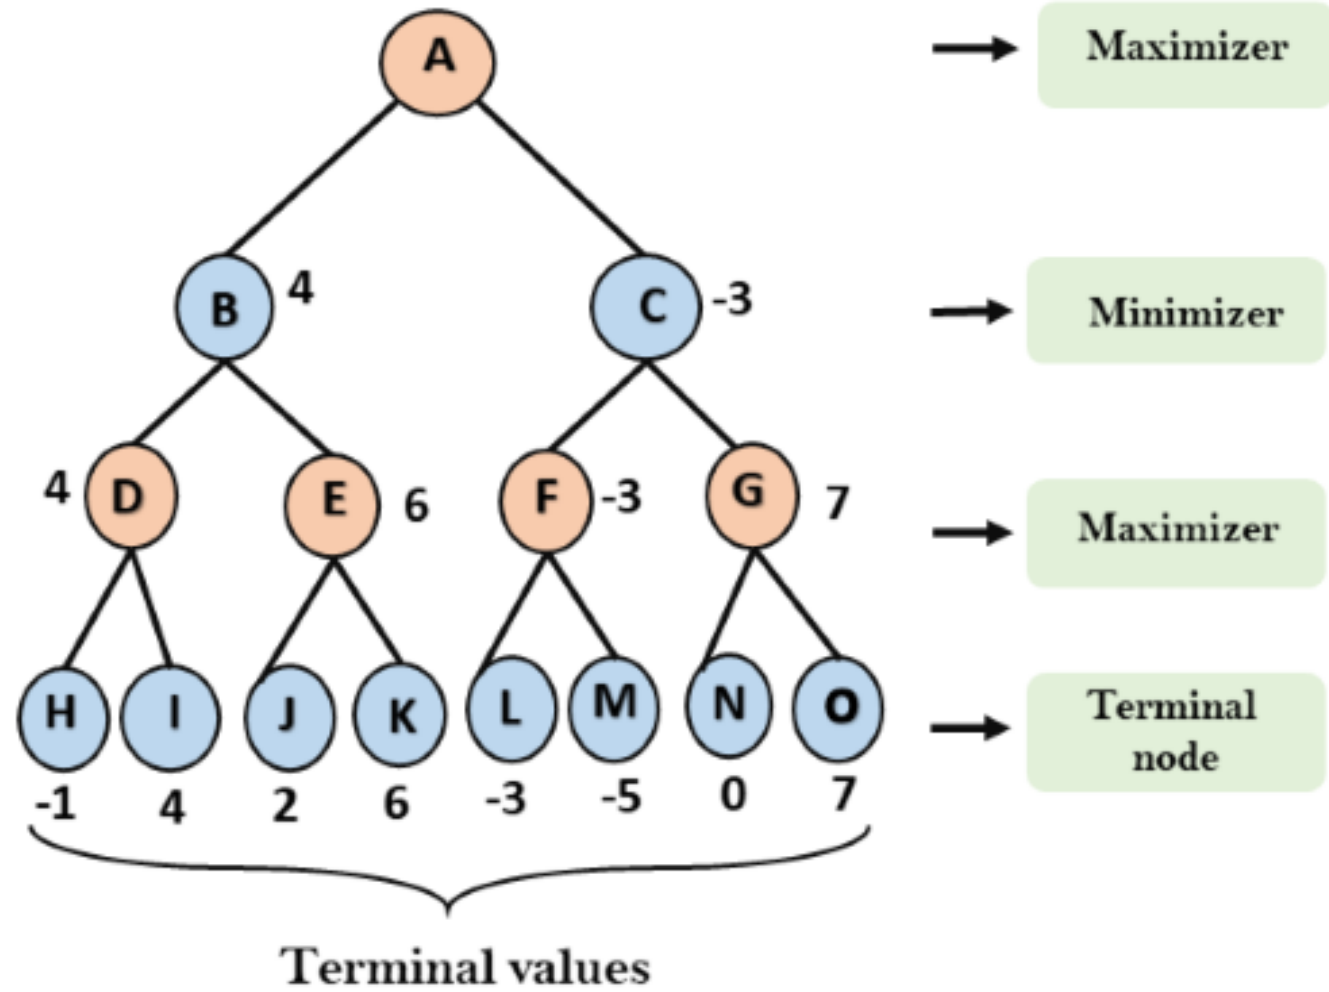 A
Maximizer
B 4
C -3
Minimizer
4 D
E 6
F -3
G 7
Maximizer
H I J K L M N O
Terminal
node
-1 4 2 6 -3 -5 0 7
Terminal values